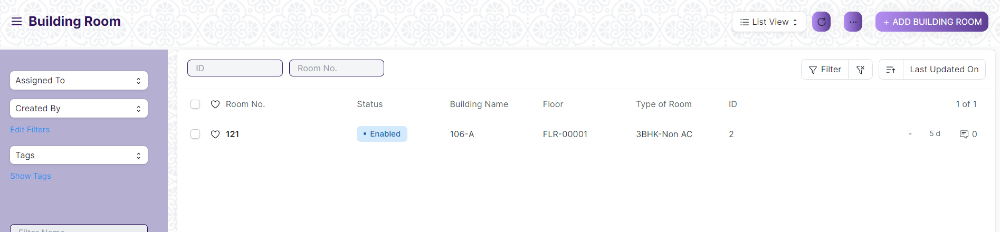 Building Room
List View
+ ADD BUILDING ROOM
Assigned To
Created By
Edit Filters
Tags
Show Tags
Filter Name
ID
Room No.
Filter
Last Updated On
Room No. Status Building Name Floor Type of Room ID 1 of 1
121 • Enabled 106-A FLR-00001 3BHK-Non AC 2 - 5 d 0